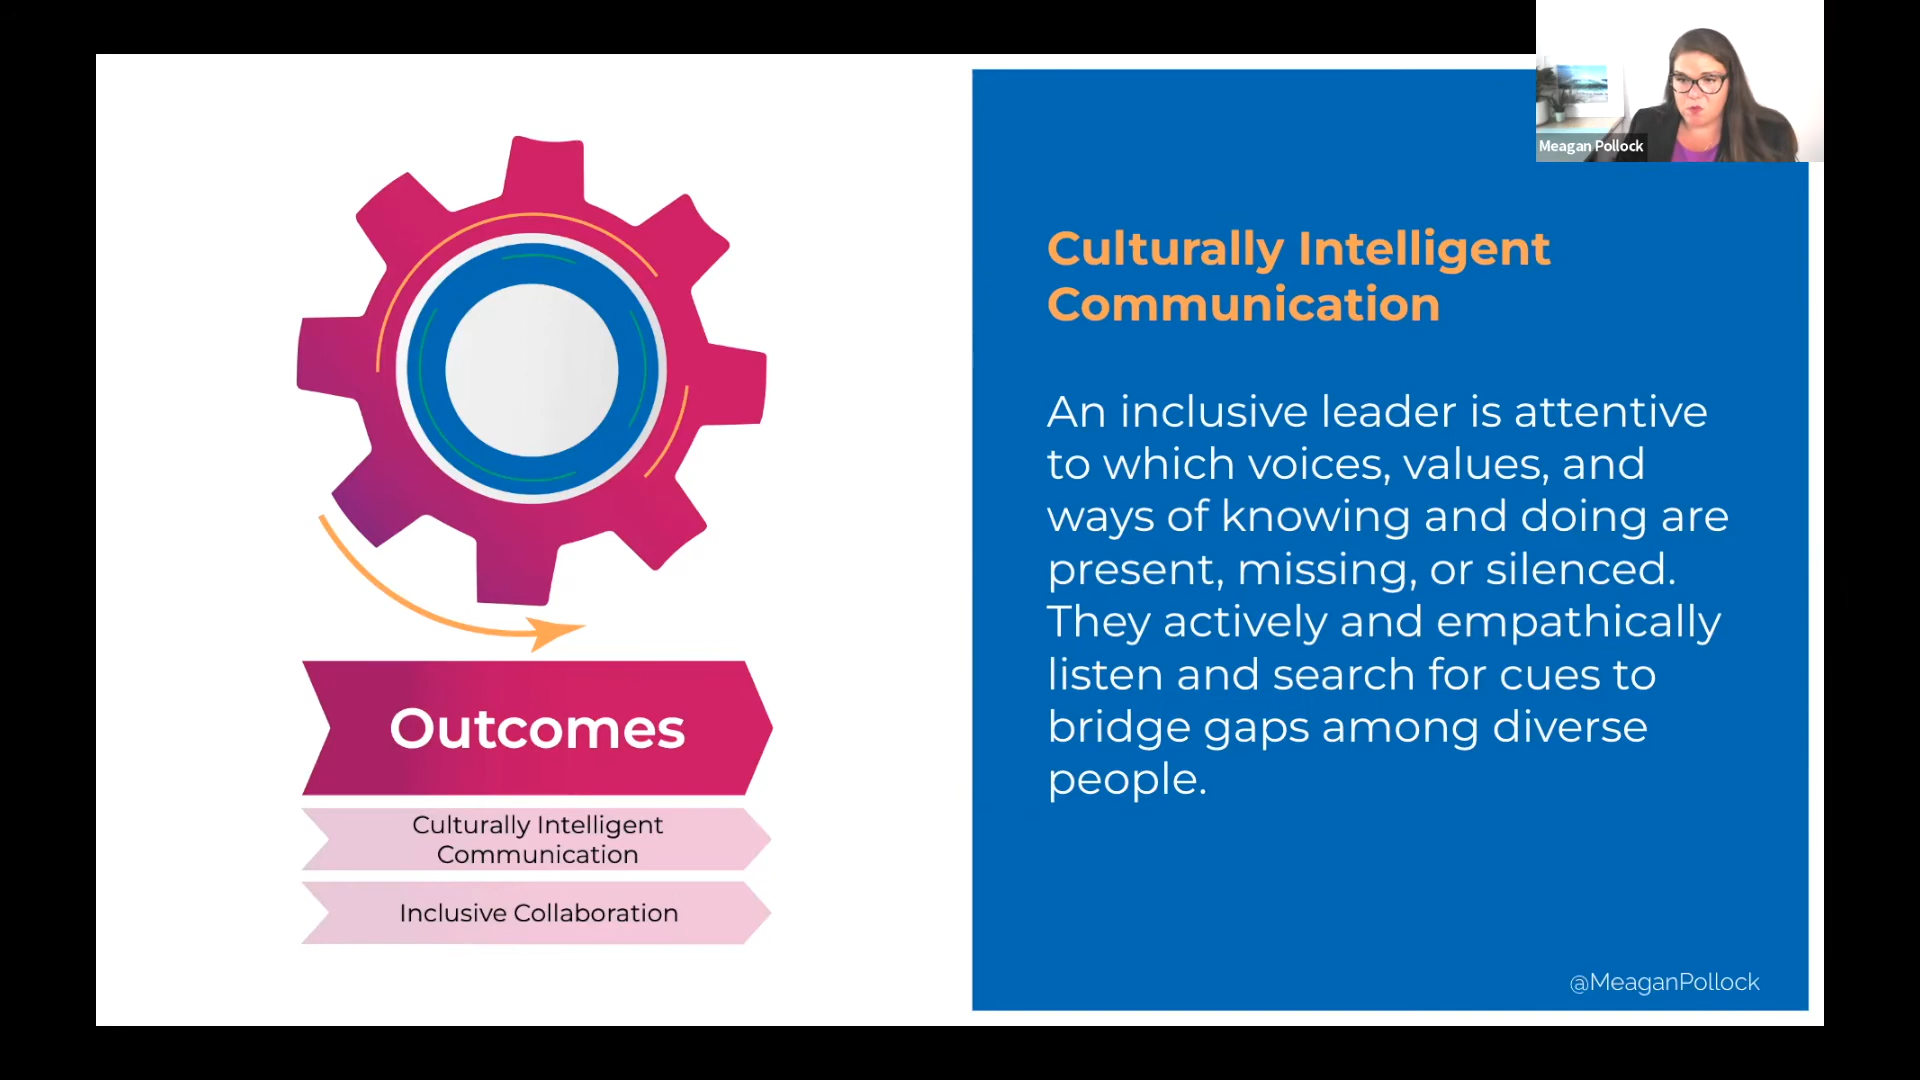 Meagan Pollock
Culturally Intelligent
Communication
An inclusive leader is attentive
to which voices, values, and
ways of knowing and doing are
present, missing, or silenced.
They actively and empathically
listen and search for cues to
bridge gaps among diverse
people.
Outcomes
Culturally Intelligent
Communication
Inclusive Collaboration
@MeaganPollock